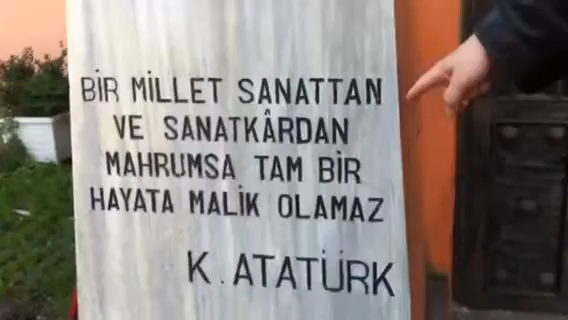 BİR MİLLET SANATTAN
VE SANATKÂRDAN
MAHRUMSA TAM BİR
HAYATA MALİK OLAMAZ
K. ATATÜRK